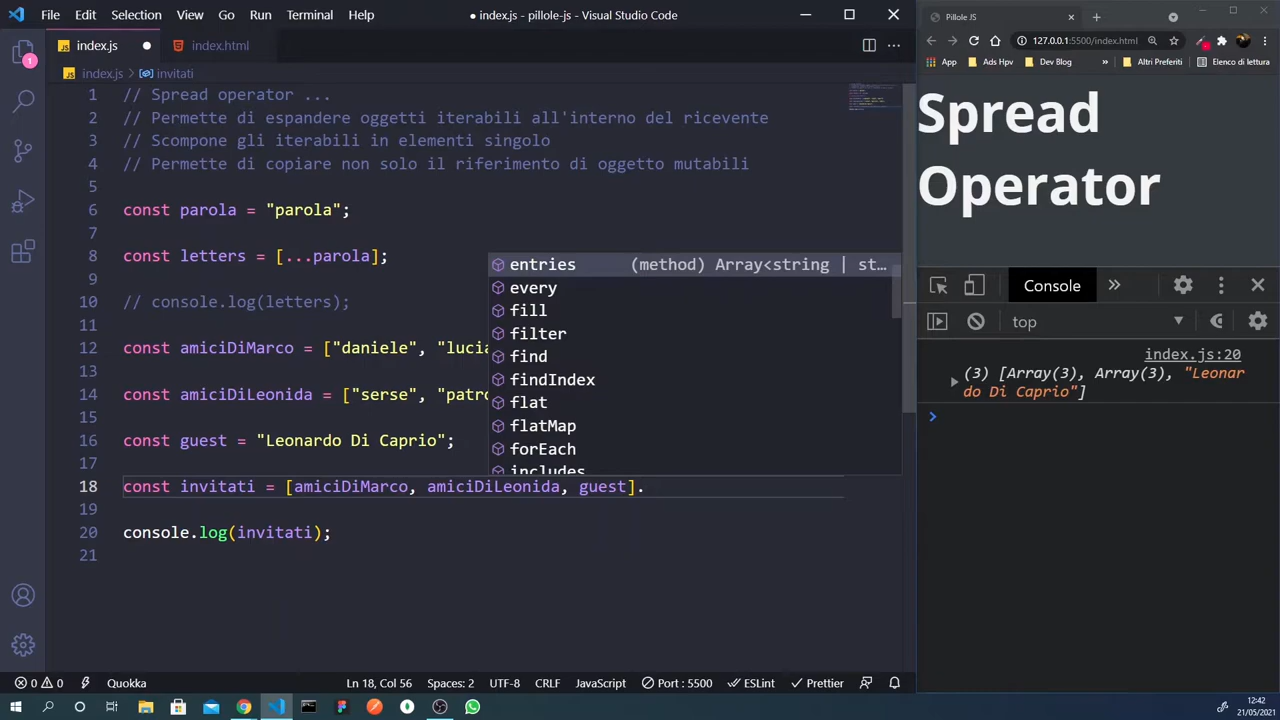 File Edit Selection View Go Run Terminal Help
● index.js - pillole-js - Visual Studio Code
JS index.js ●
index.html
JS index.js > invitati
1 // Spread operator ...
2 // Permette di espandere oggetti iterabili all'interno del ricevente
3 // Scompone gli iterabili in elementi singolo
4 // Permette di copiare non solo il riferimento di oggetto mutabili
5
6 const parola = "parola";
7
8 const letters = [...parola];
9
10 // console.log(letters);
11
12 const amiciDiMarco = ["daniele", "lucia
13
14 const amiciDiLeonida = ["serse", "patro
15
16 const guest = "Leonardo Di Caprio";
17
18 const invitati = [amiciDiMarco, amiciDiLeonida, guest].
19
20 console.log(invitati);
21
entries (method) Array<string | st…
every
fill
filter
find
findIndex
flat
flatMap
forEach
includes
1
0 0 Quokka Ln 18, Col 56 Spaces: 2 UTF-8 CRLF JavaScript Port : 5500 ESLint Prettier
Pillole JS
127.0.0.1:5500/index.html
App Ads Hpv Dev Blog » Altri Preferiti Elenco di lettura
Spread
Operator
Console »
top
index.js:20
(3) [Array(3), Array(3), "Leonar
do Di Caprio"]
12:42
21/05/2021